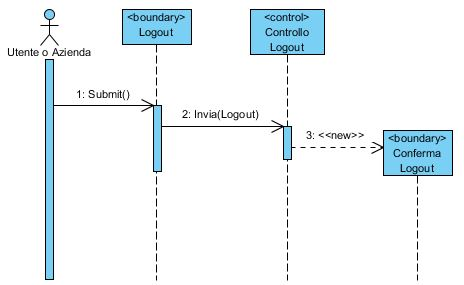 <boundary>
Logout
<control>
Controllo
Logout
Utente o Azienda
1: Submit()
2: Invia(Logout)
3: <<new>>
<boundary>
Conferma
Logout